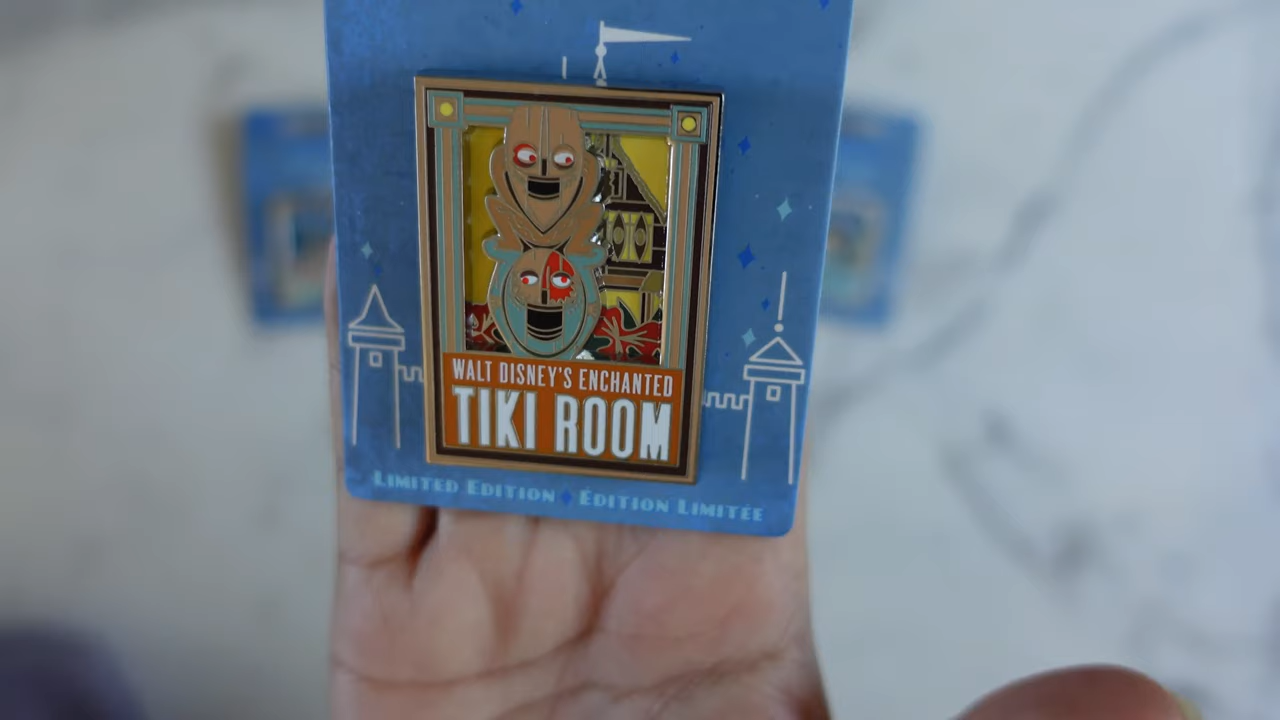 WALT DISNEY'S ENCHANTED
TIKI ROOM
LIMITED EDITION ÉDITION LIMITÉE